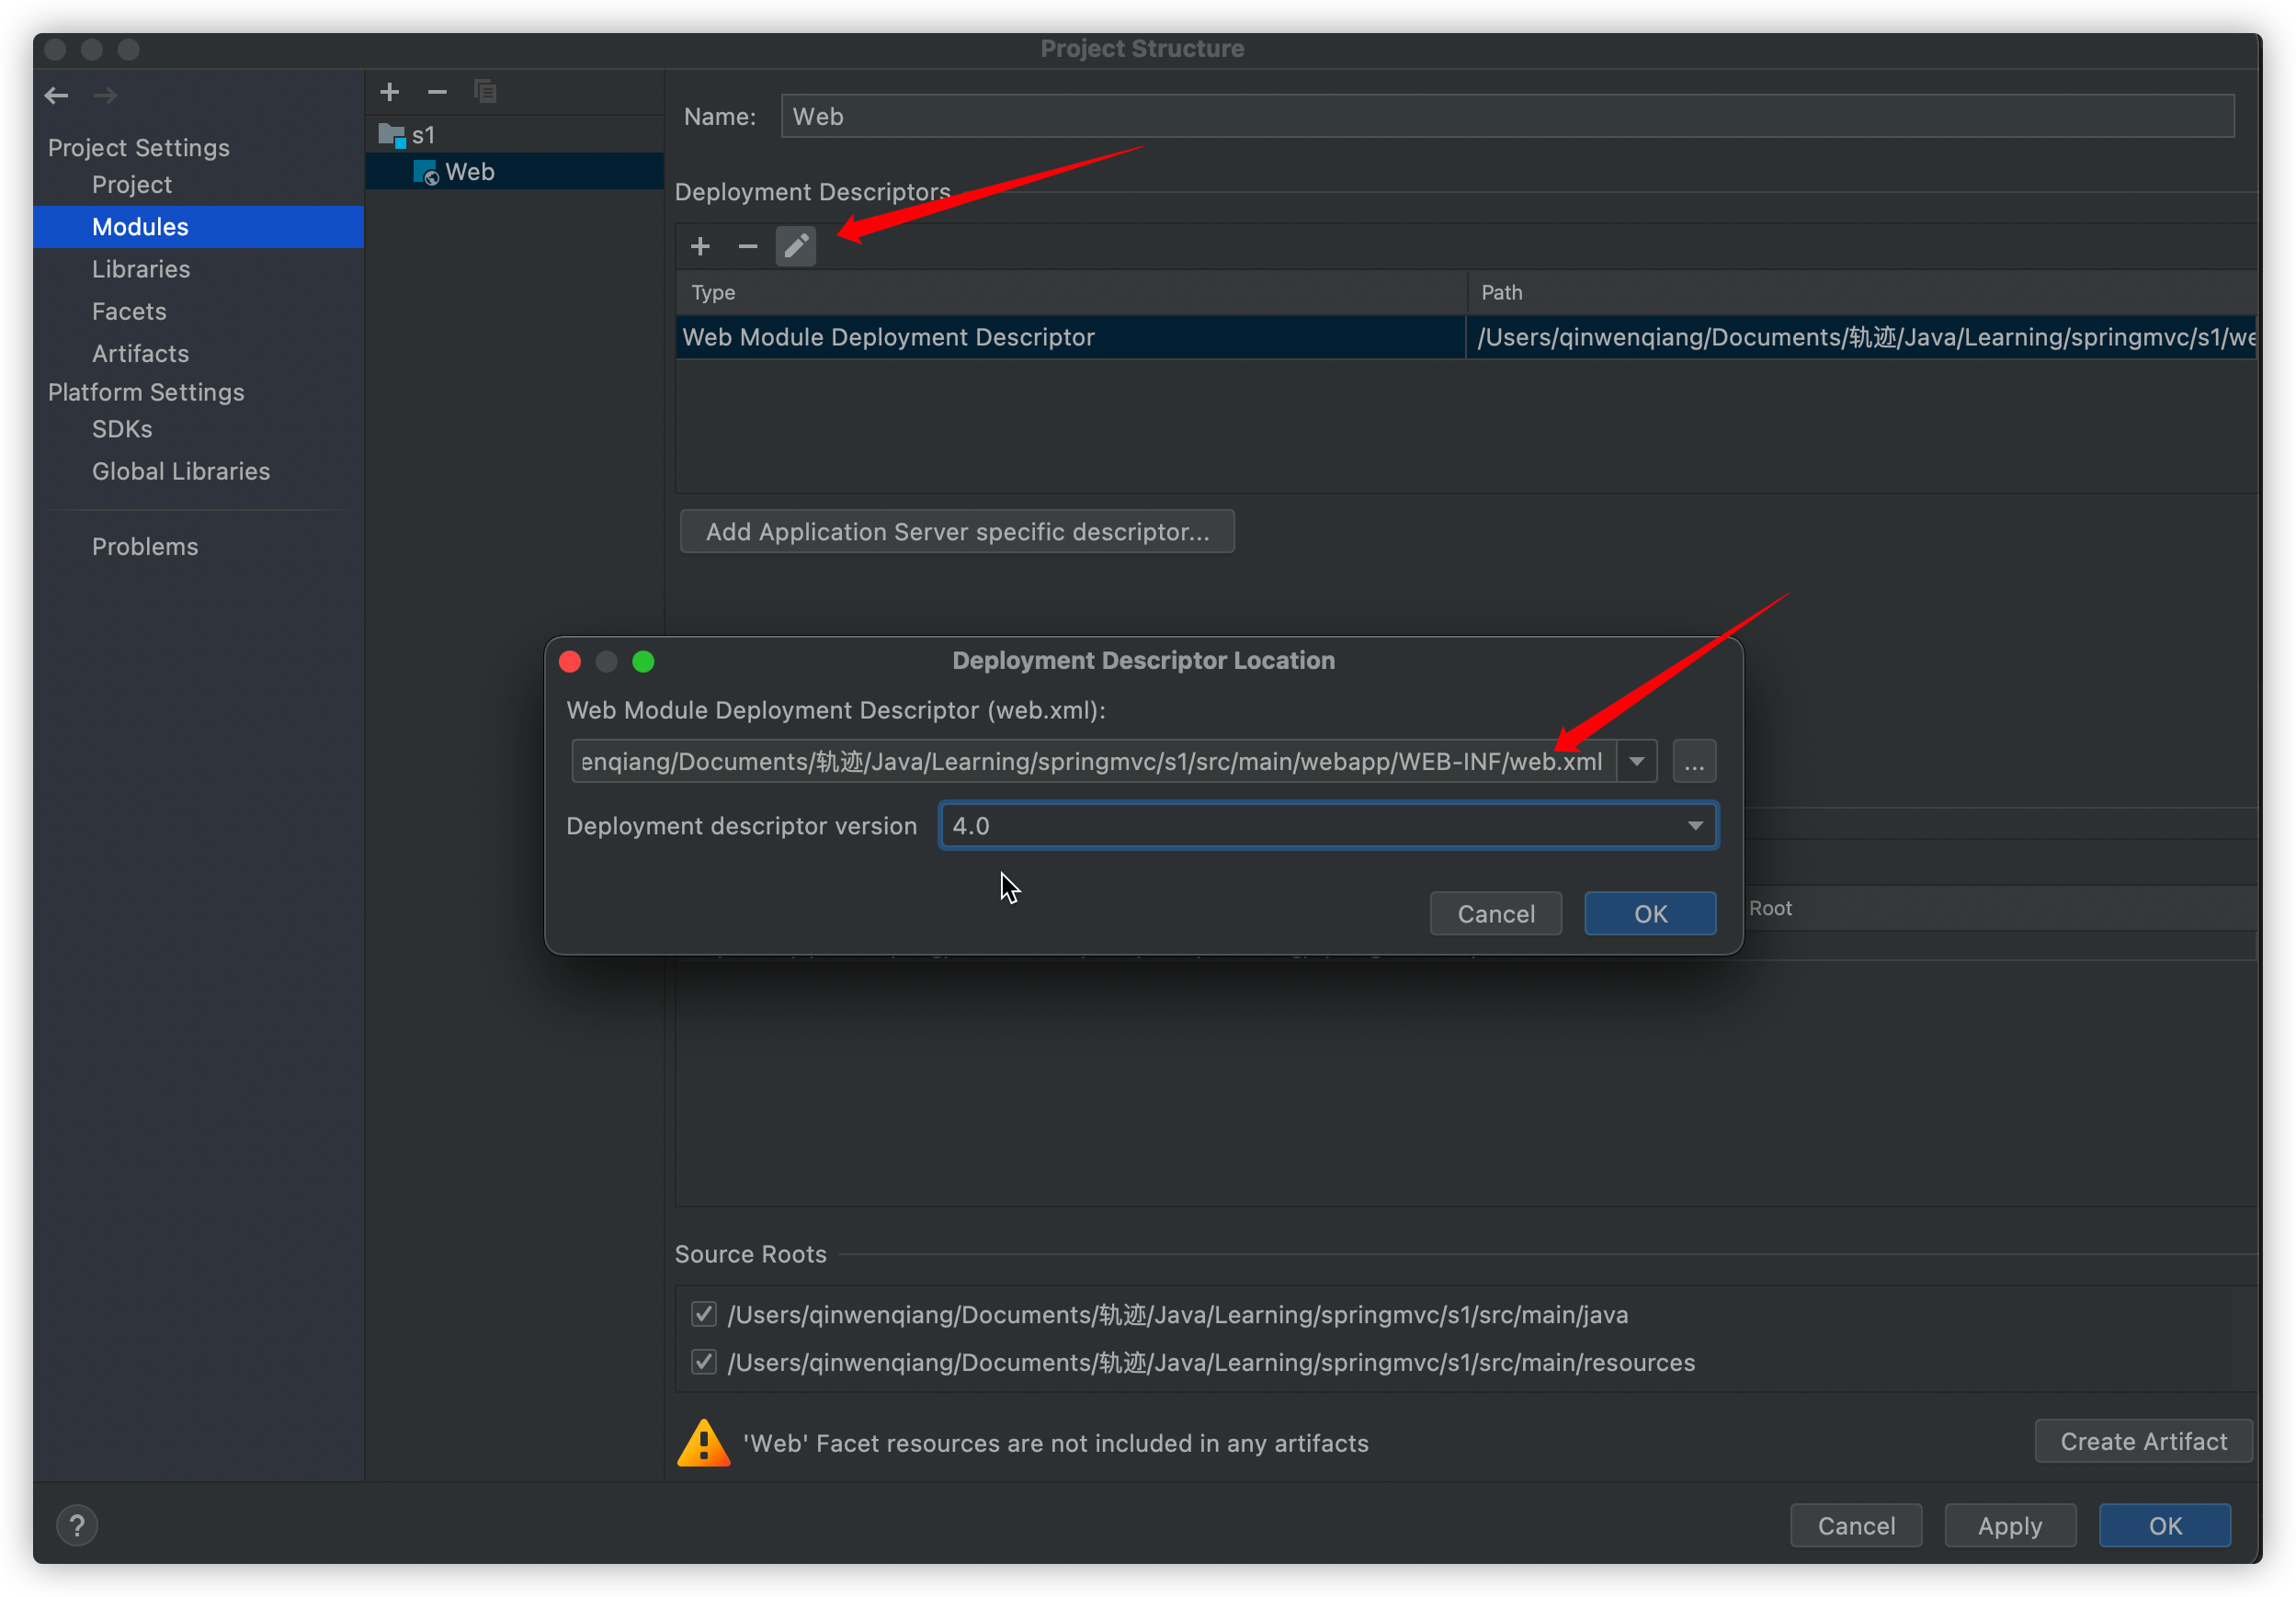 Project Structure
Project Settings
Project
Modules
Libraries
Facets
Artifacts
Platform Settings
SDKs
Global Libraries
Problems
s1
Web
Name: Web
Deployment Descriptors
Type Path
Web Module Deployment Descriptor /Users/qinwenqiang/Documents/轨迹/Java/Learning/springmvc/s1/we
Add Application Server specific descriptor...
Deployment Descriptor Location
Web Module Deployment Descriptor (web.xml):
enqiang/Documents/轨迹/Java/Learning/springmvc/s1/src/main/webapp/WEB-INF/web.xml ...
Deployment descriptor version 4.0
Cancel OK
Root
Source Roots
/Users/qinwenqiang/Documents/轨迹/Java/Learning/springmvc/s1/src/main/java
/Users/qinwenqiang/Documents/轨迹/Java/Learning/springmvc/s1/src/main/resources
'Web' Facet resources are not included in any artifacts Create Artifact
? Cancel Apply OK